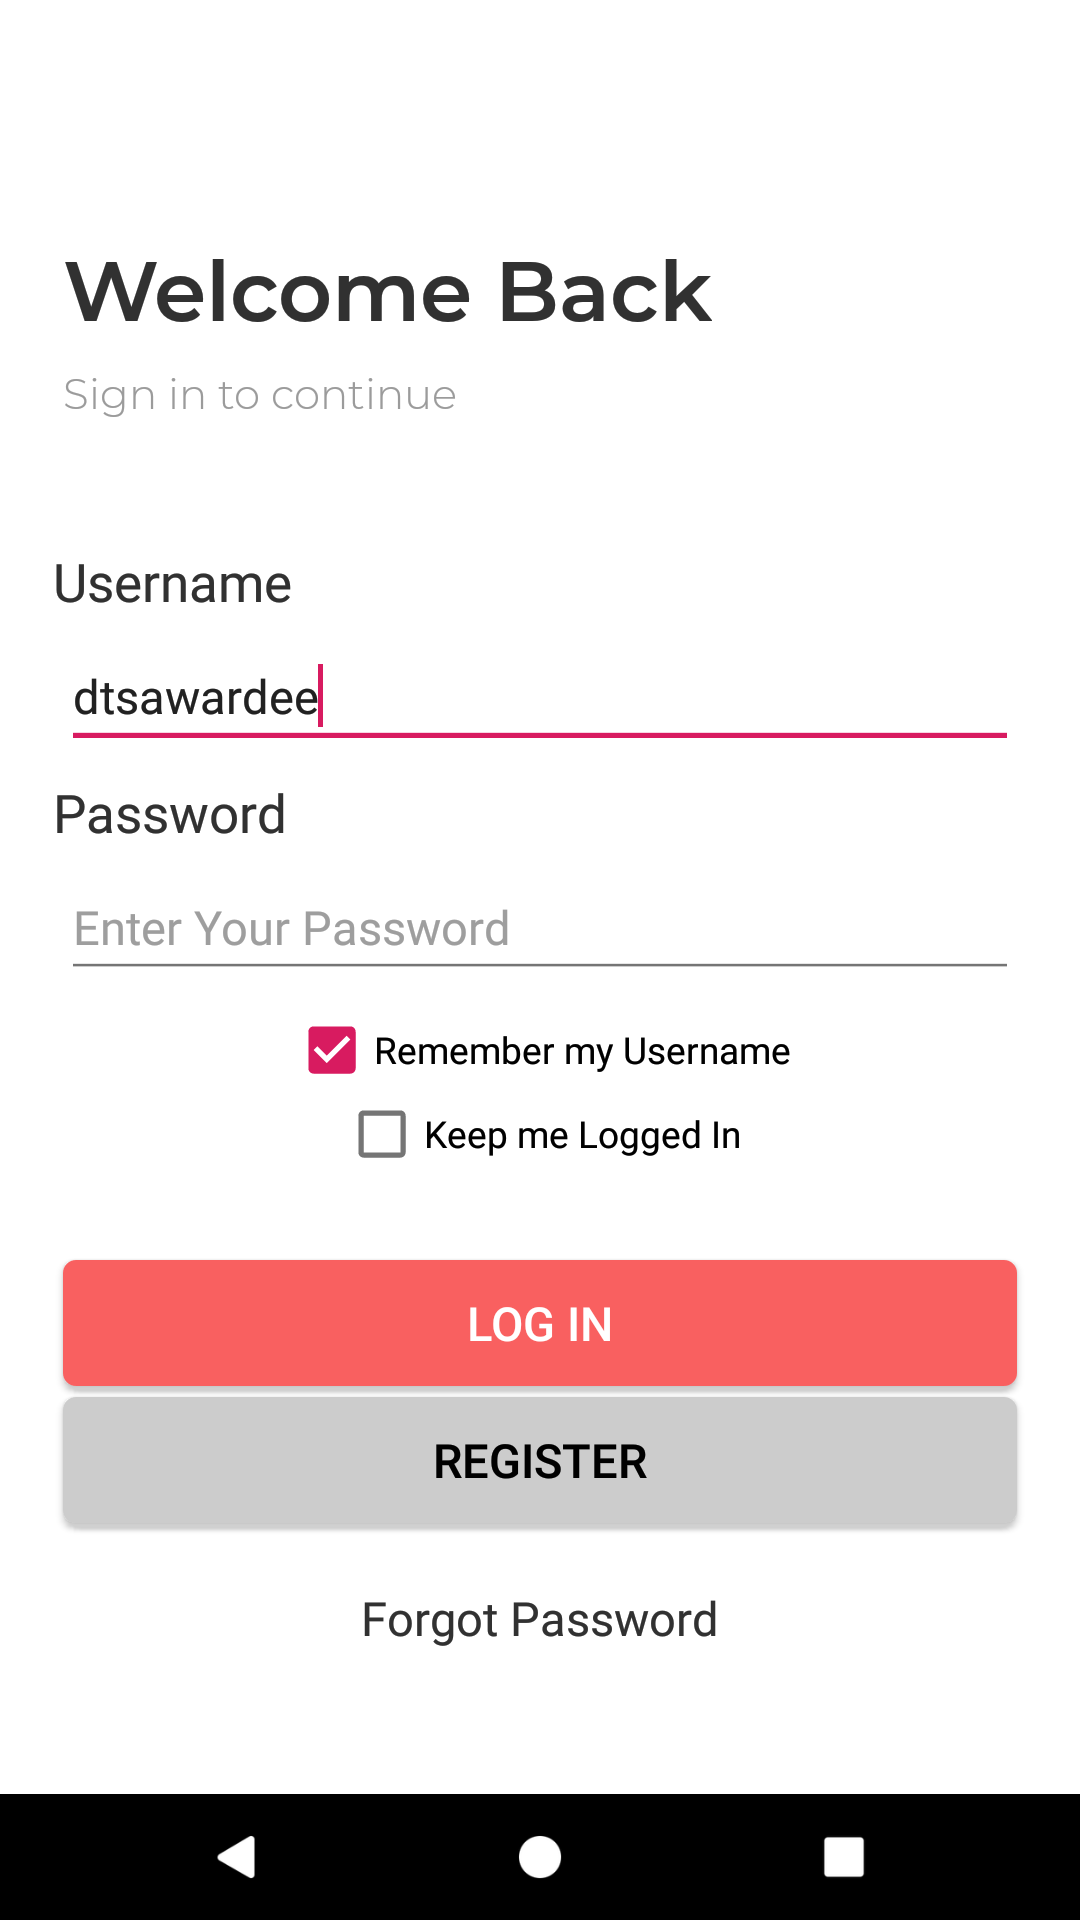 Welcome Back
Sign in to continue
Username
dtsawardee
Password
Enter Your Password
Remember my Username
Keep me Logged In
LOG IN
REGISTER
Forgot Password